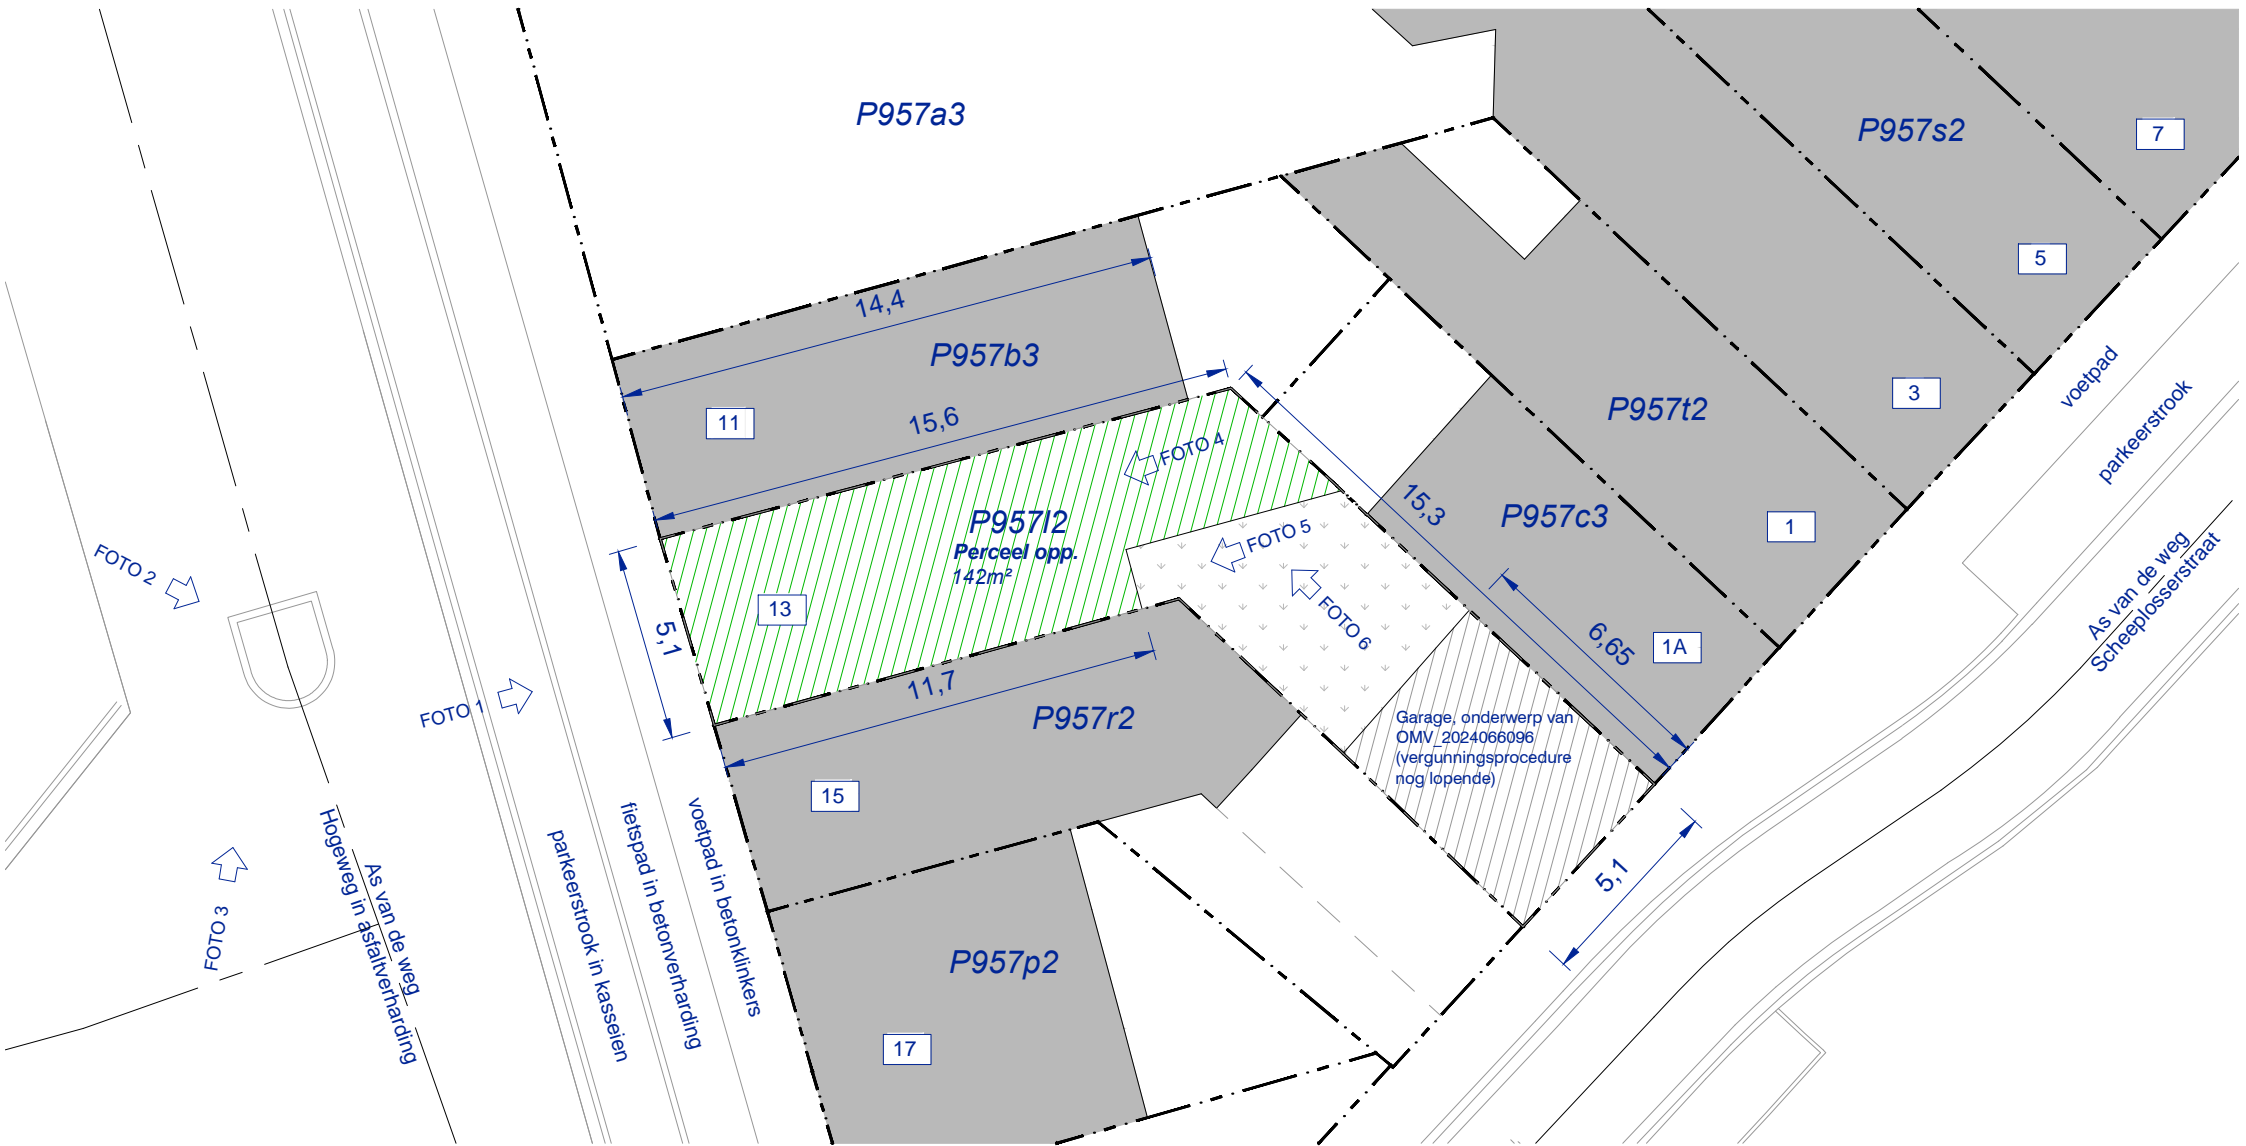 P957a3
P957s2
7
5
3
1
1A
P957t2
P957c3
14,4
P957b3
11
15,6
P957l2
Perceel opp.
142m²
13
5,1
11,7
P957r2
15
P957p2
17
15,3
6,65
5,1
FOTO 4
FOTO 5
FOTO 6
FOTO 2
FOTO 1
FOTO 3
Garage, onderwerp van
OMV_2024066096
(vergunningsprocedure
nog lopende)
voetpad
parkeerstrook
As van de weg
Scheeplosserstraat
As van de weg
Hogeweg in asfaltverharding
parkeerstrook in kasseien
fietspad in betonverharding
voetpad in betonklinkers